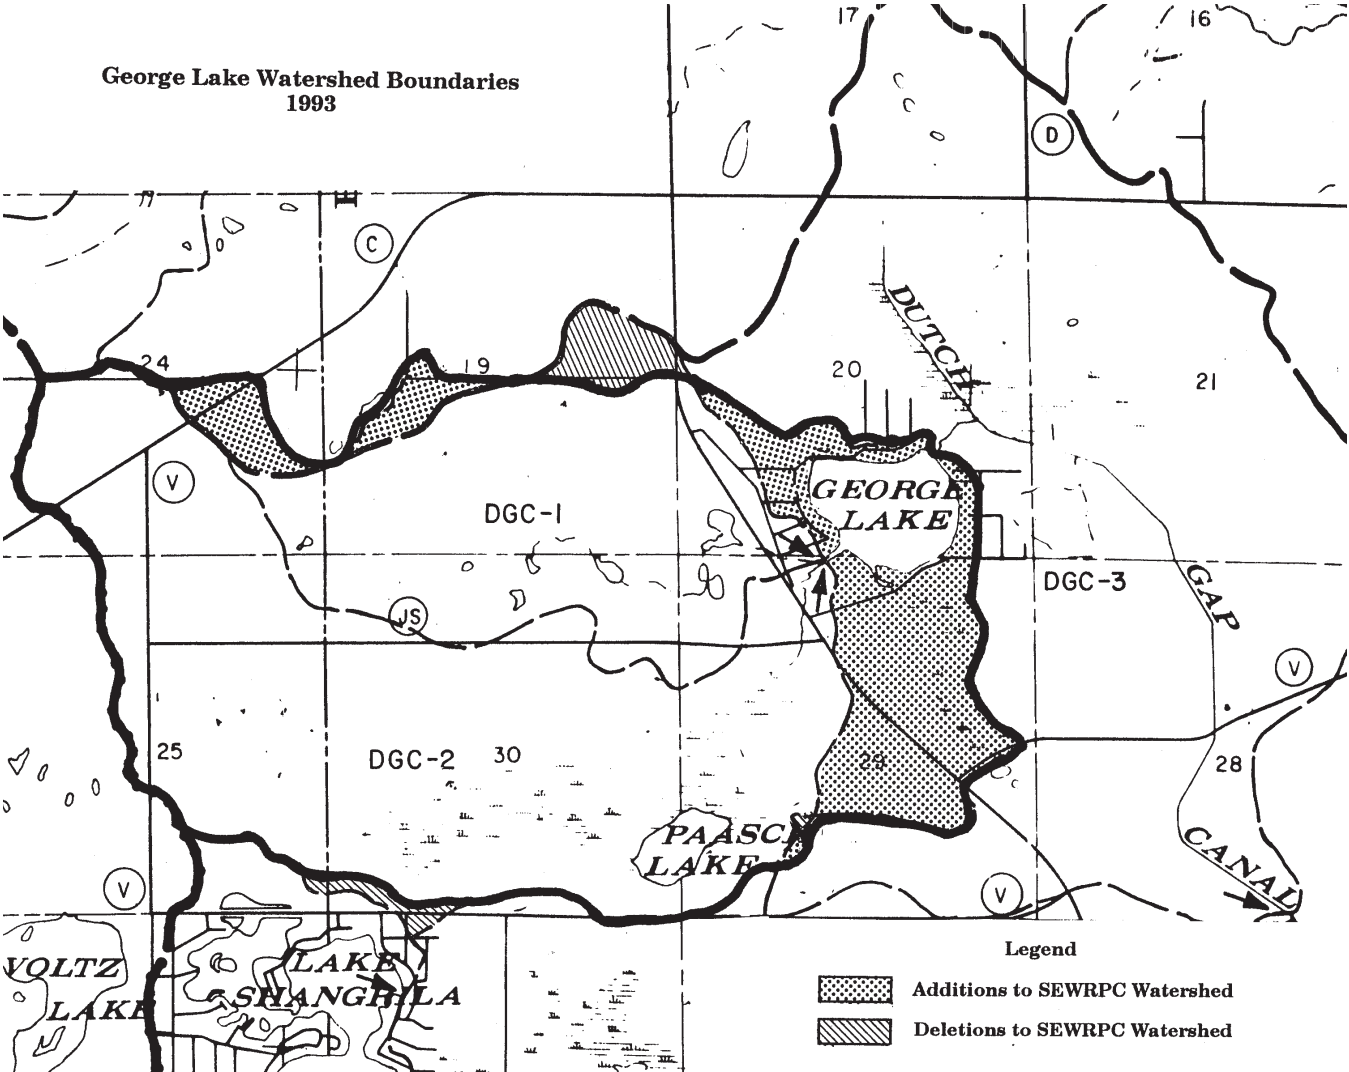 17
16
George Lake Watershed Boundaries
1993
D
C
DUTCH
24
19
20
21
V
GEORGE
LAKE
DGC-1
DGC-3
GAP
JS
V
25
DGC-2
30
29
28
PAASCH
LAKE
CANAL
V
V
VOLTZ
LAKE
LAKE
SHANGRILA
Legend
Additions to SEWRPC Watershed
Deletions to SEWRPC Watershed